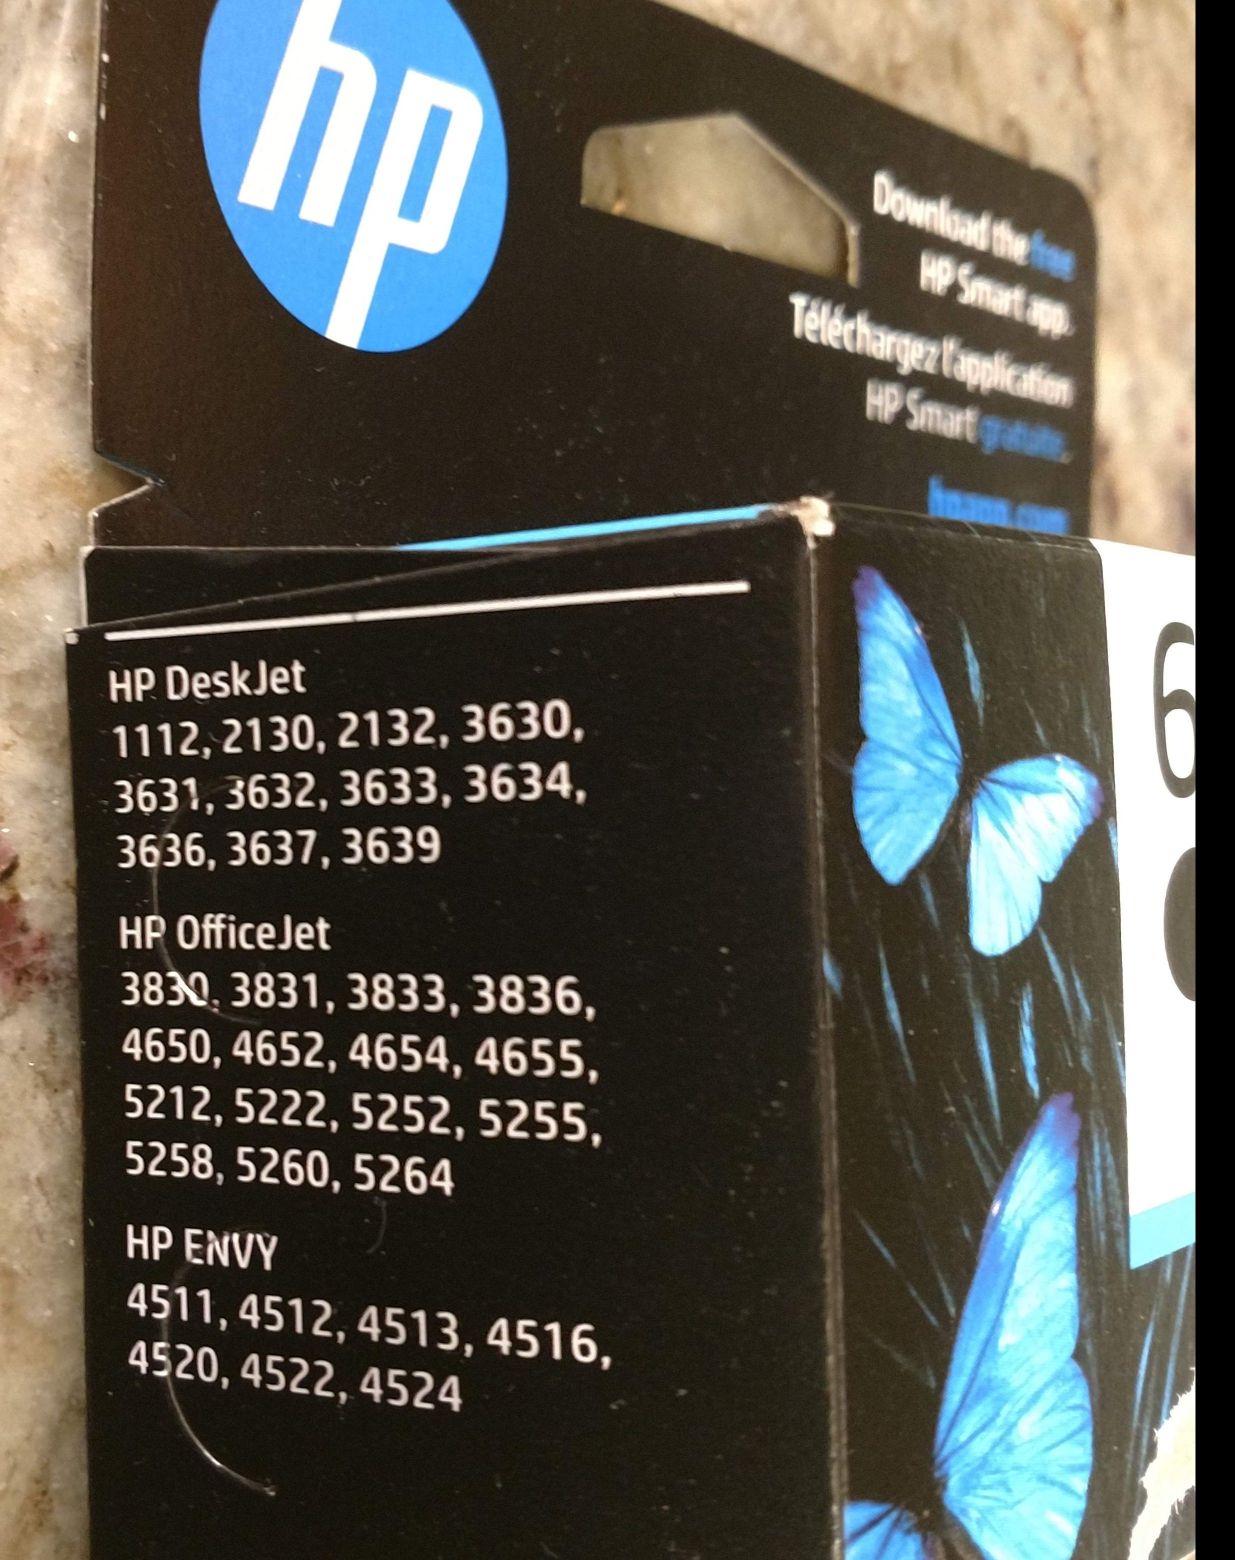 hp
Download the free
HP Smart app.
Téléchargez l'application
HP Smart gratuite.
HP DeskJet
1112, 2130, 2132, 3630,
3631, 3632, 3633, 3634,
3636, 3637, 3639
HP OfficeJet
3830, 3831, 3833, 3836,
4650, 4652, 4654, 4655,
5212, 5222, 5252, 5255,
5258, 5260, 5264
HP ENVY
4511, 4512, 4513, 4516,
4520, 4522, 4524
6